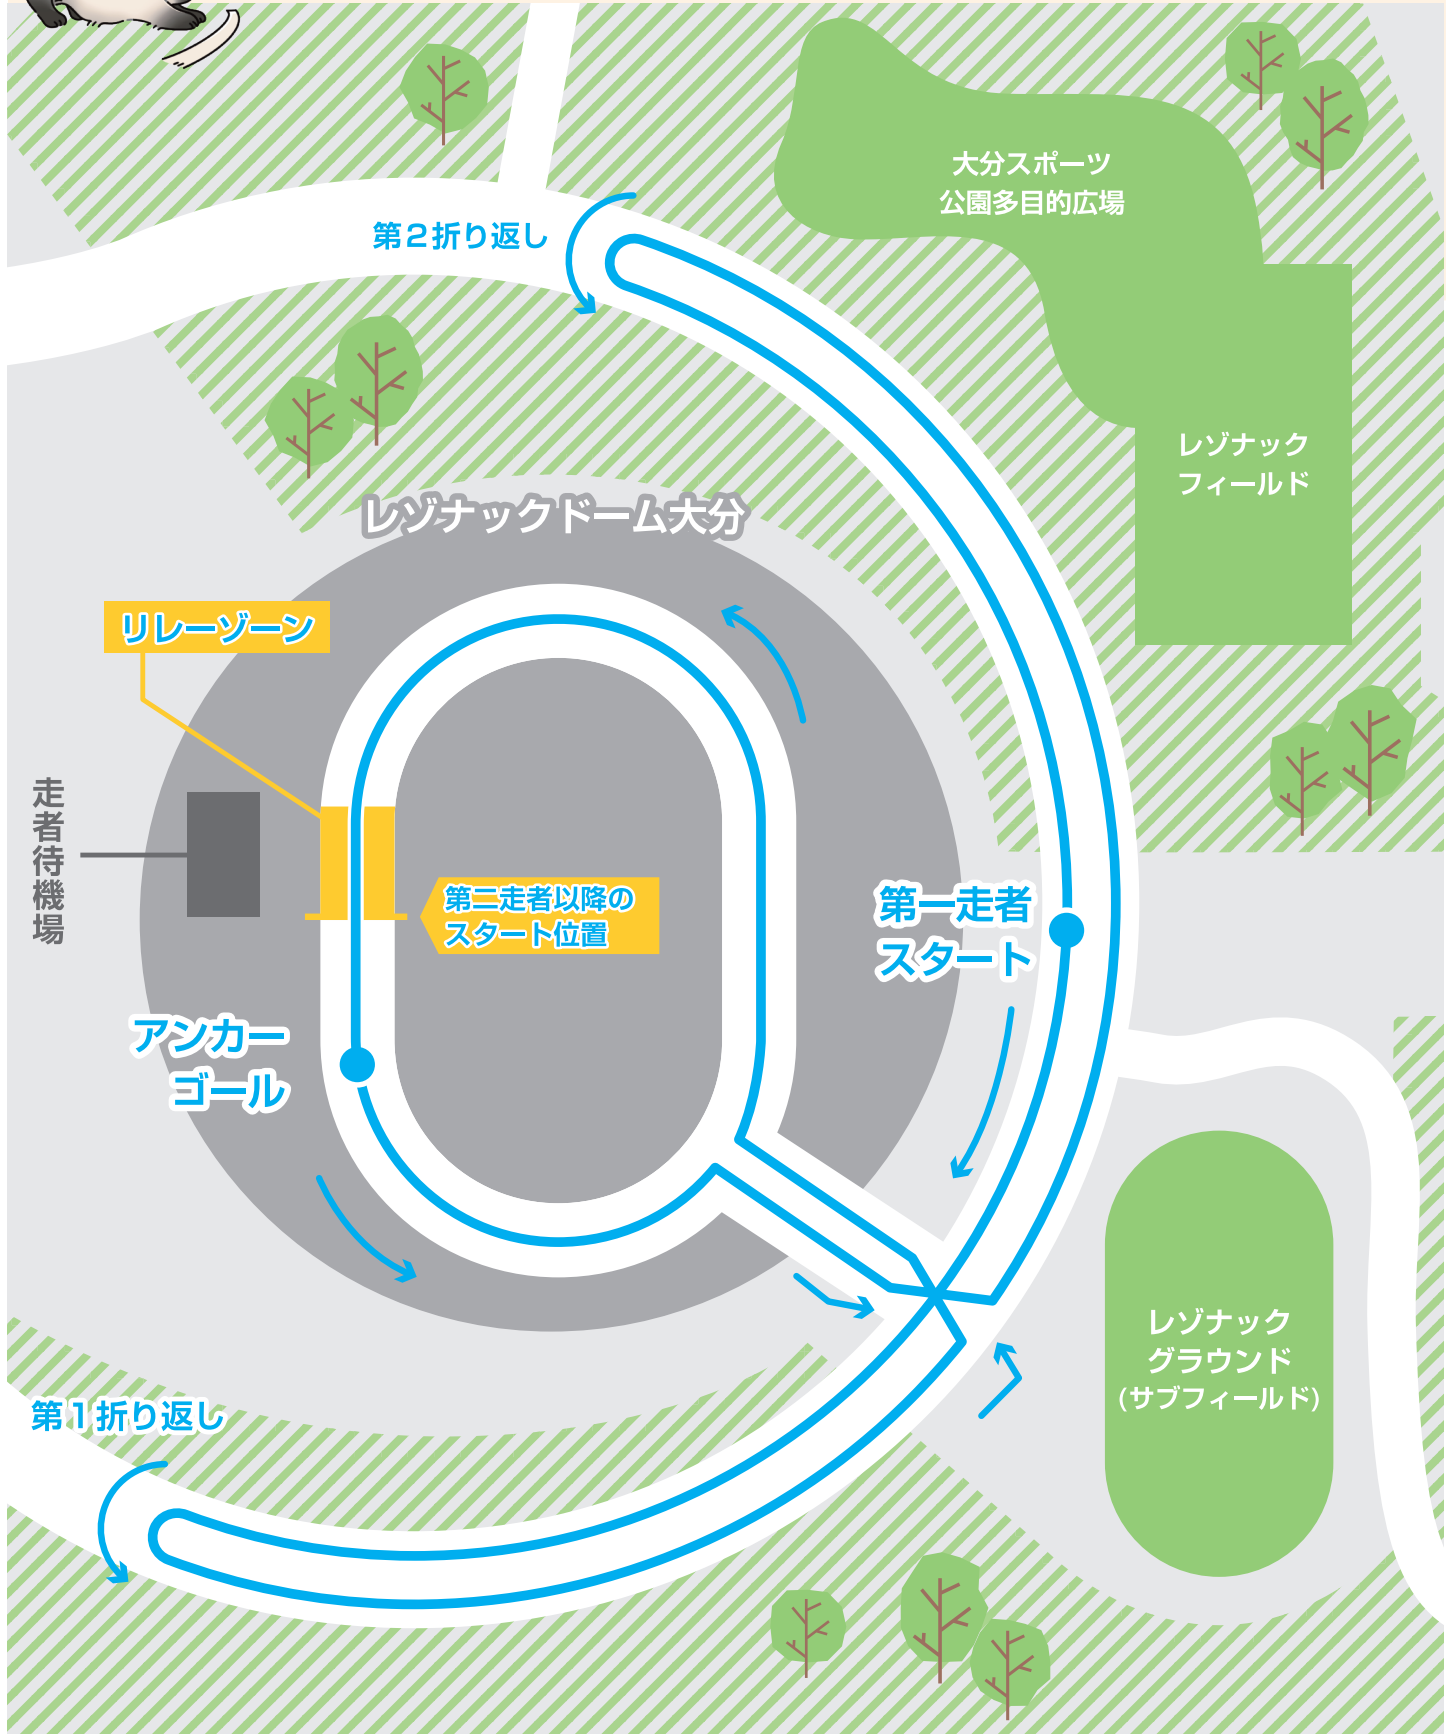 大分スポーツ
公園多目的広場
第2折り返し
レゾナック
フィールド
レゾナックドーム大分
リレーゾーン
走者待機場
第二走者以降の
スタート位置
第一走者
スタート
アンカー
ゴール
レゾナック
グラウンド
(サブフィールド)
第1折り返し